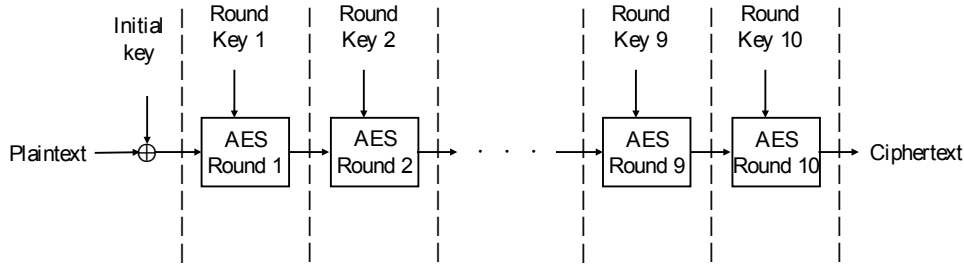 Initial
key
Round
Key 1
Round
Key 2
Round
Key 9
Round
Key 10
Plaintext
AES
Round 1
AES
Round 2
. . .
AES
Round 9
AES
Round 10
Ciphertext